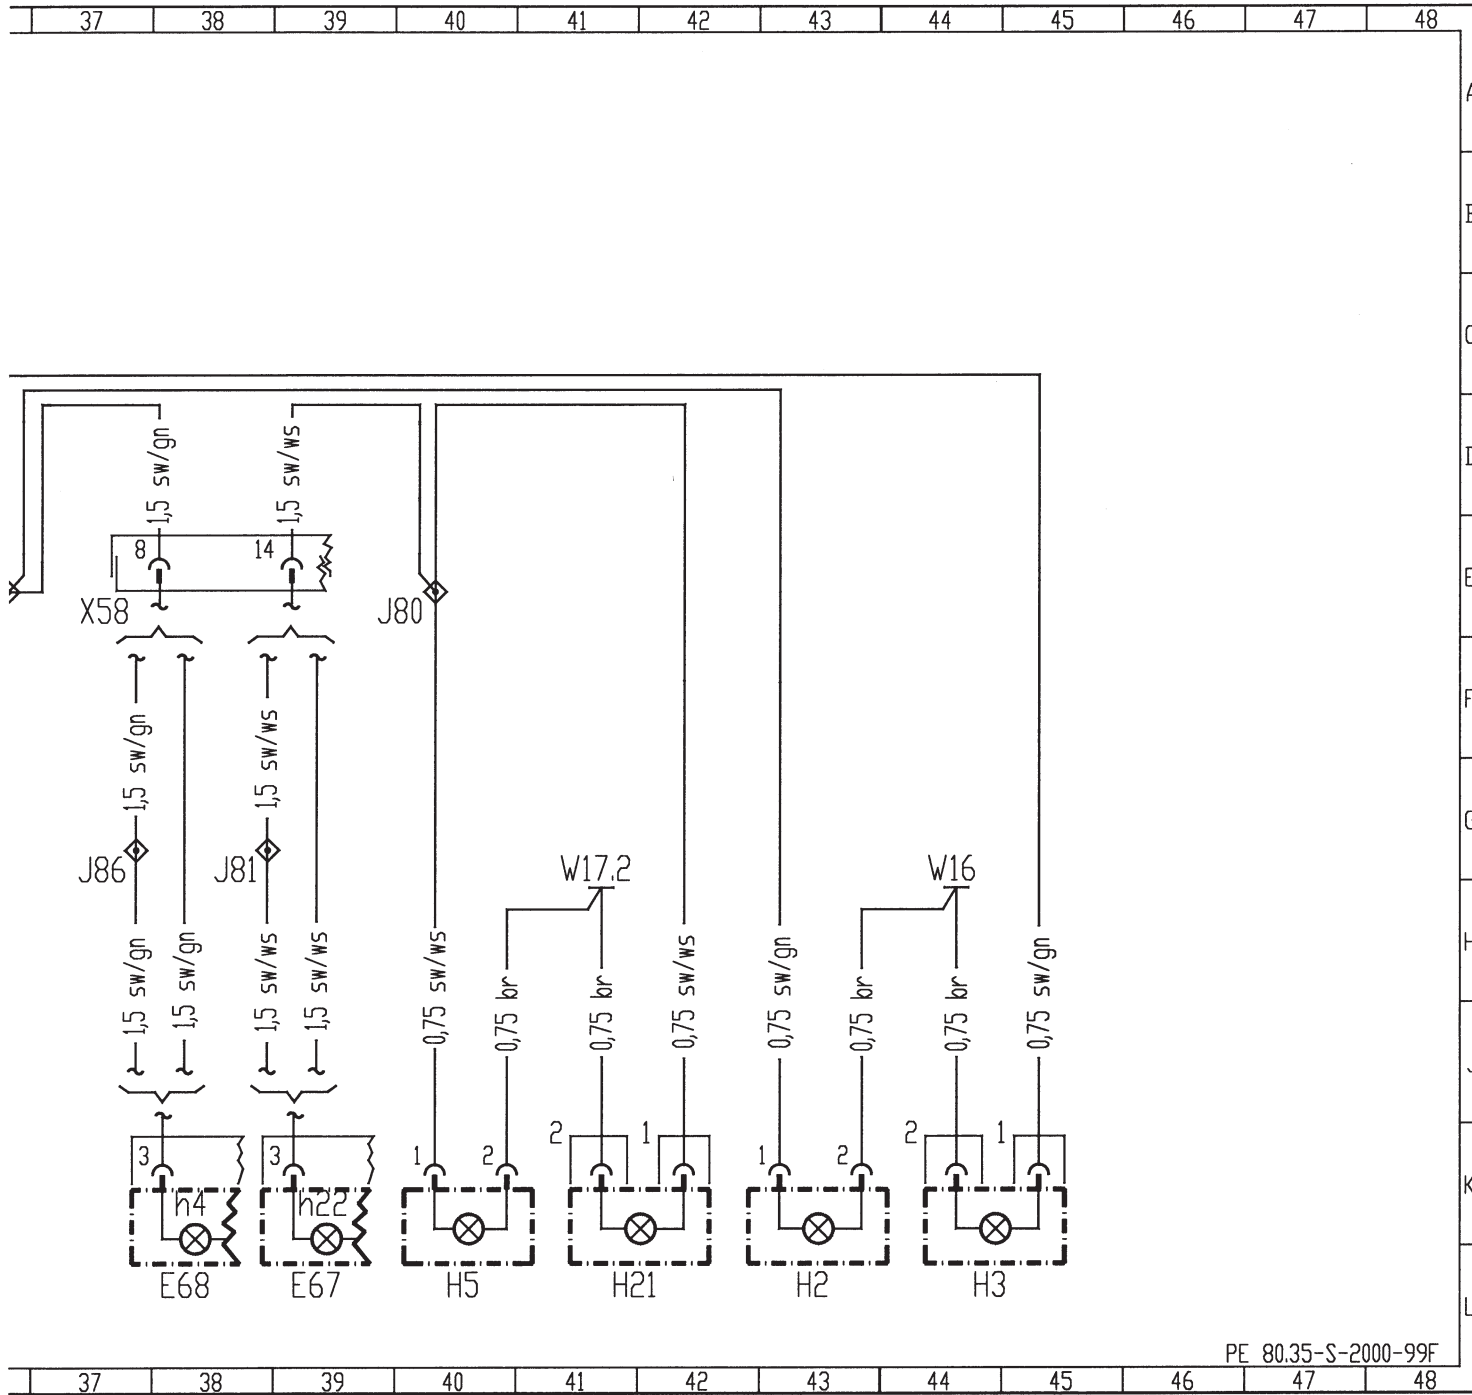 37 38 39 40 41 42 43 44 45 46 47 48
A
B
C
1,5 sw/gn 1,5 sw/ws
D
8 14
E
X58 J80
F
1,5 sw/gn 1,5 sw/ws
G
J86 J81 W17.2 W16
H
1,5 sw/gn 1,5 sw/gn 1,5 sw/ws 1,5 sw/ws 0,75 sw/ws 0,75 br 0,75 br 0,75 sw/ws 0,75 sw/gn 0,75 br 0,75 br 0,75 sw/gn
J
3 3 1 2 2 1 1 2 2 1
K
h4 h22
E68 E67 H5 H21 H2 H3
L
PE 80.35-S-2000-99F
37 38 39 40 41 42 43 44 45 46 47 48